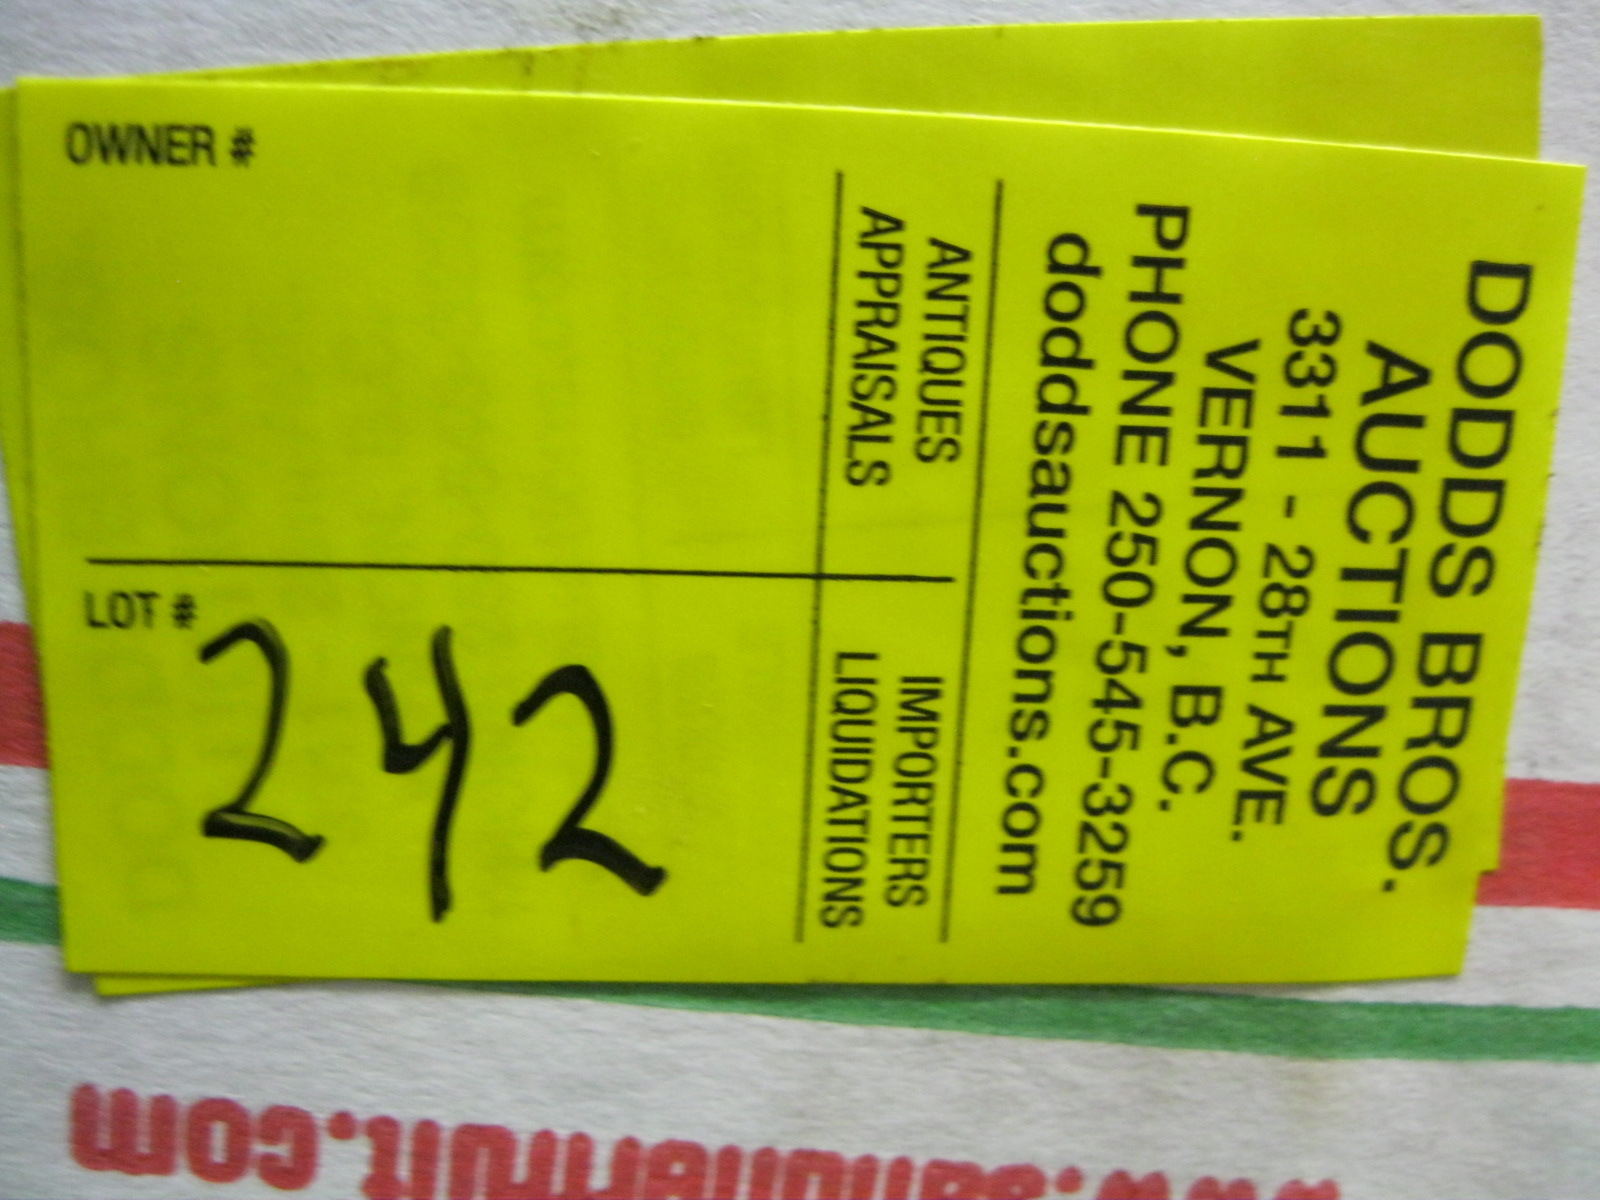 DODDS BROS.
AUCTIONS
3311 - 28TH AVE.
VERNON, B.C.
PHONE 250-545-3259
doddsauctions.com
ANTIQUES
APPRAISALS
IMPORTERS
LIQUIDATIONS
OWNER #
LOT #
242